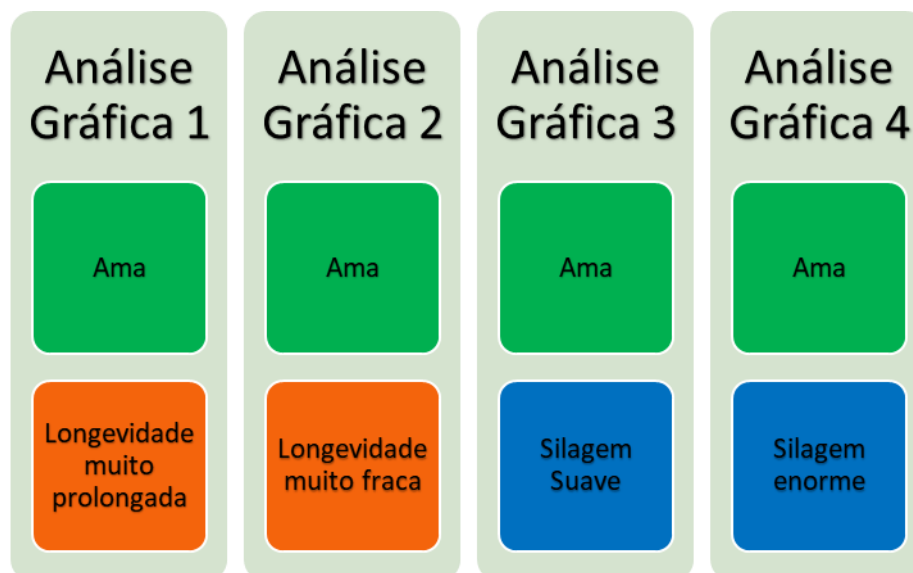 Análise
Gráfica 1
Ama
Longevidade
muito
prolongada
Análise
Gráfica 2
Ama
Longevidade
muito fraca
Análise
Gráfica 3
Ama
Silagem
Suave
Análise
Gráfica 4
Ama
Silagem
enorme